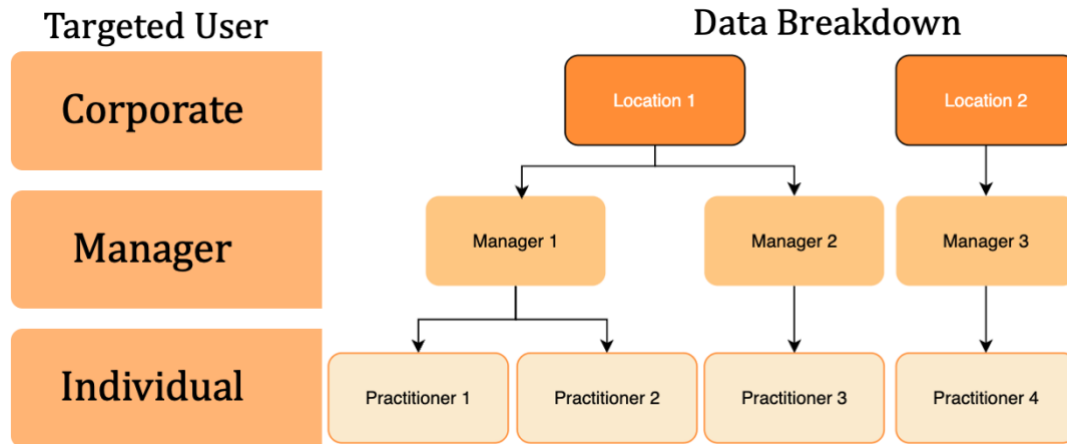 Targeted User
Data Breakdown
Corporate
Location 1
Location 2
Manager
Manager 1
Manager 2
Manager 3
Individual
Practitioner 1
Practitioner 2
Practitioner 3
Practitioner 4